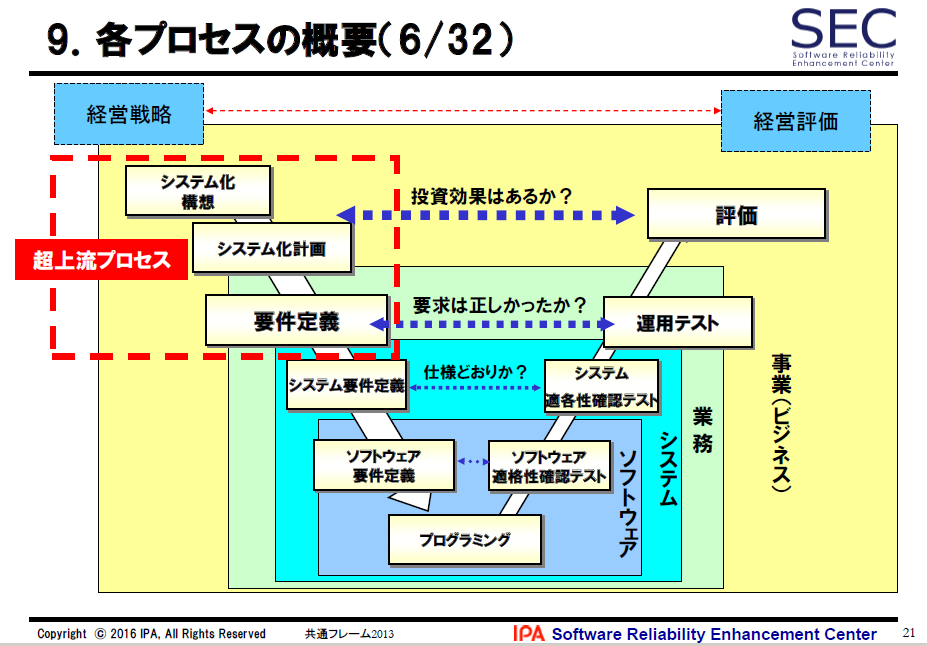 9. 各プロセスの概要(6/32)
SEC
Software Reliability
Enhancement Center
経営戦略
経営評価
システム化
構想
投資効果はあるか？
評価
システム化計画
超上流プロセス
要件定義
要求は正しかったか？
運用テスト
システム要件定義
仕様どおりか？
システム
適各性確認テスト
ソフトウェア
要件定義
ソフトウェア
適格性確認テスト
プログラミング
ソフトウェア
システム
業務
事業(ビジネス)
Copyright © 2016 IPA, All Rights Reserved
共通フレーム2013
IPA Software Reliability Enhancement Center
21